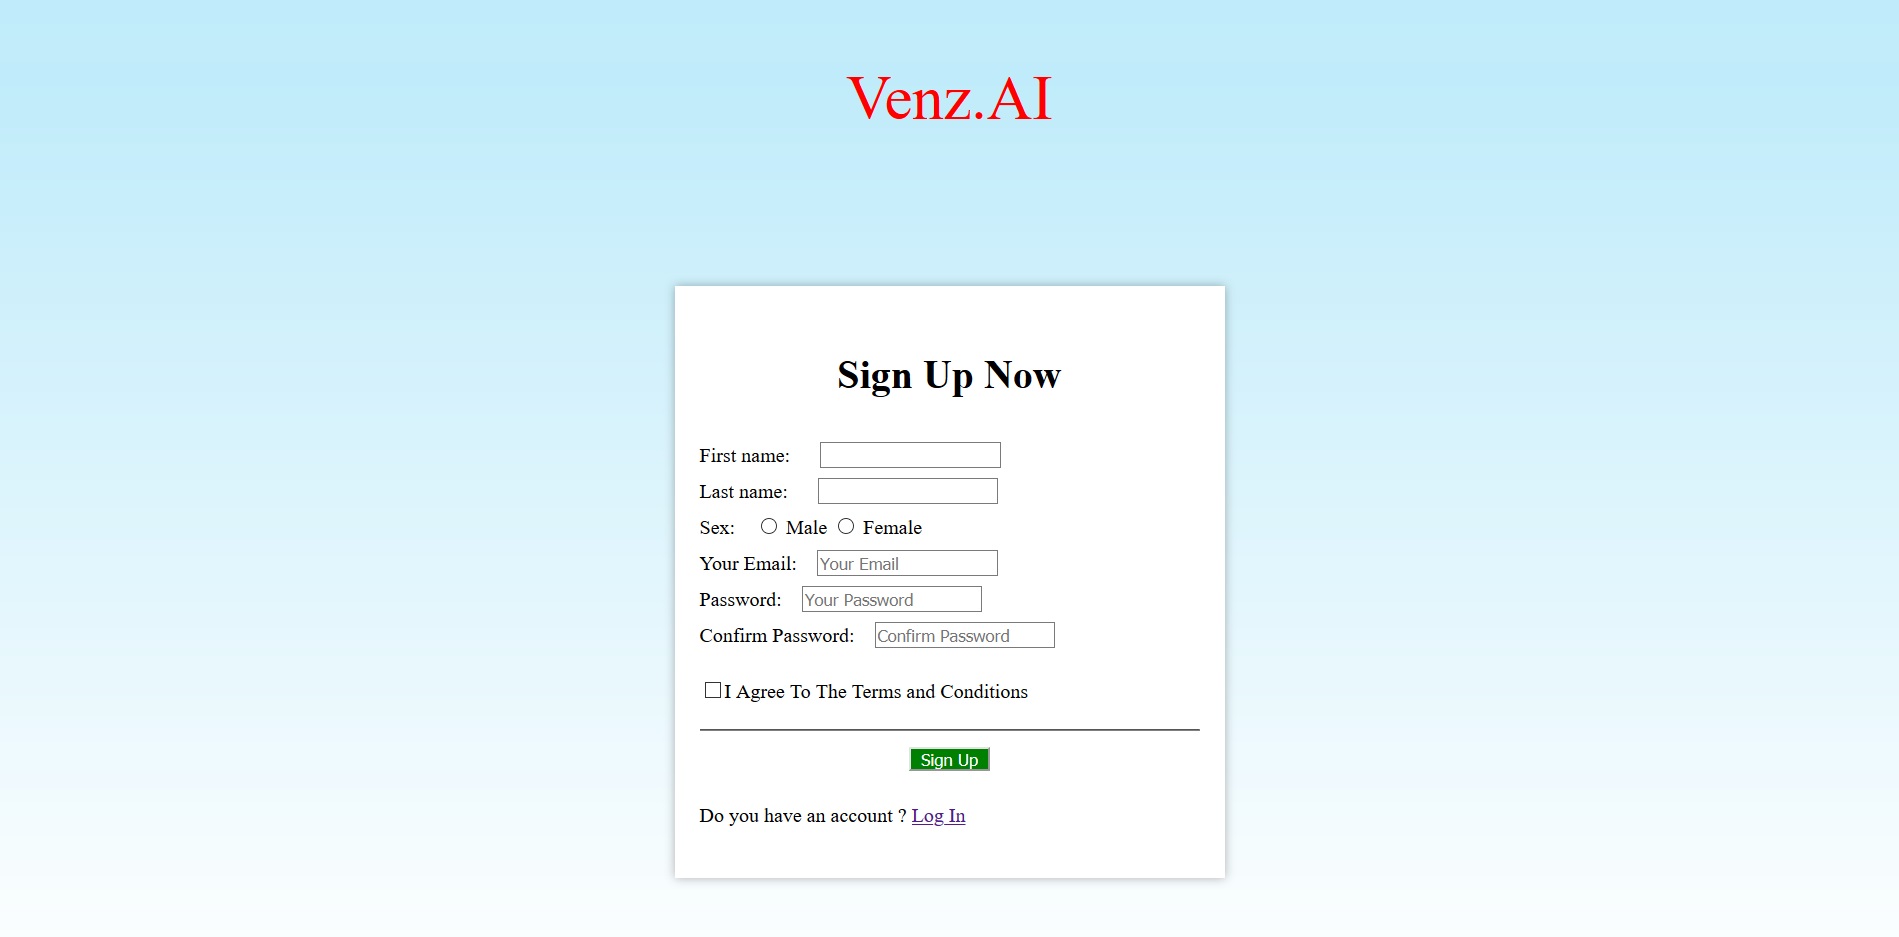 Venz.AI
Sign Up Now
First name:
Last name:
Sex: Male Female
Your Email: Your Email
Password: Your Password
Confirm Password: Confirm Password
I Agree To The Terms and Conditions
Sign Up
Do you have an account ? Log In